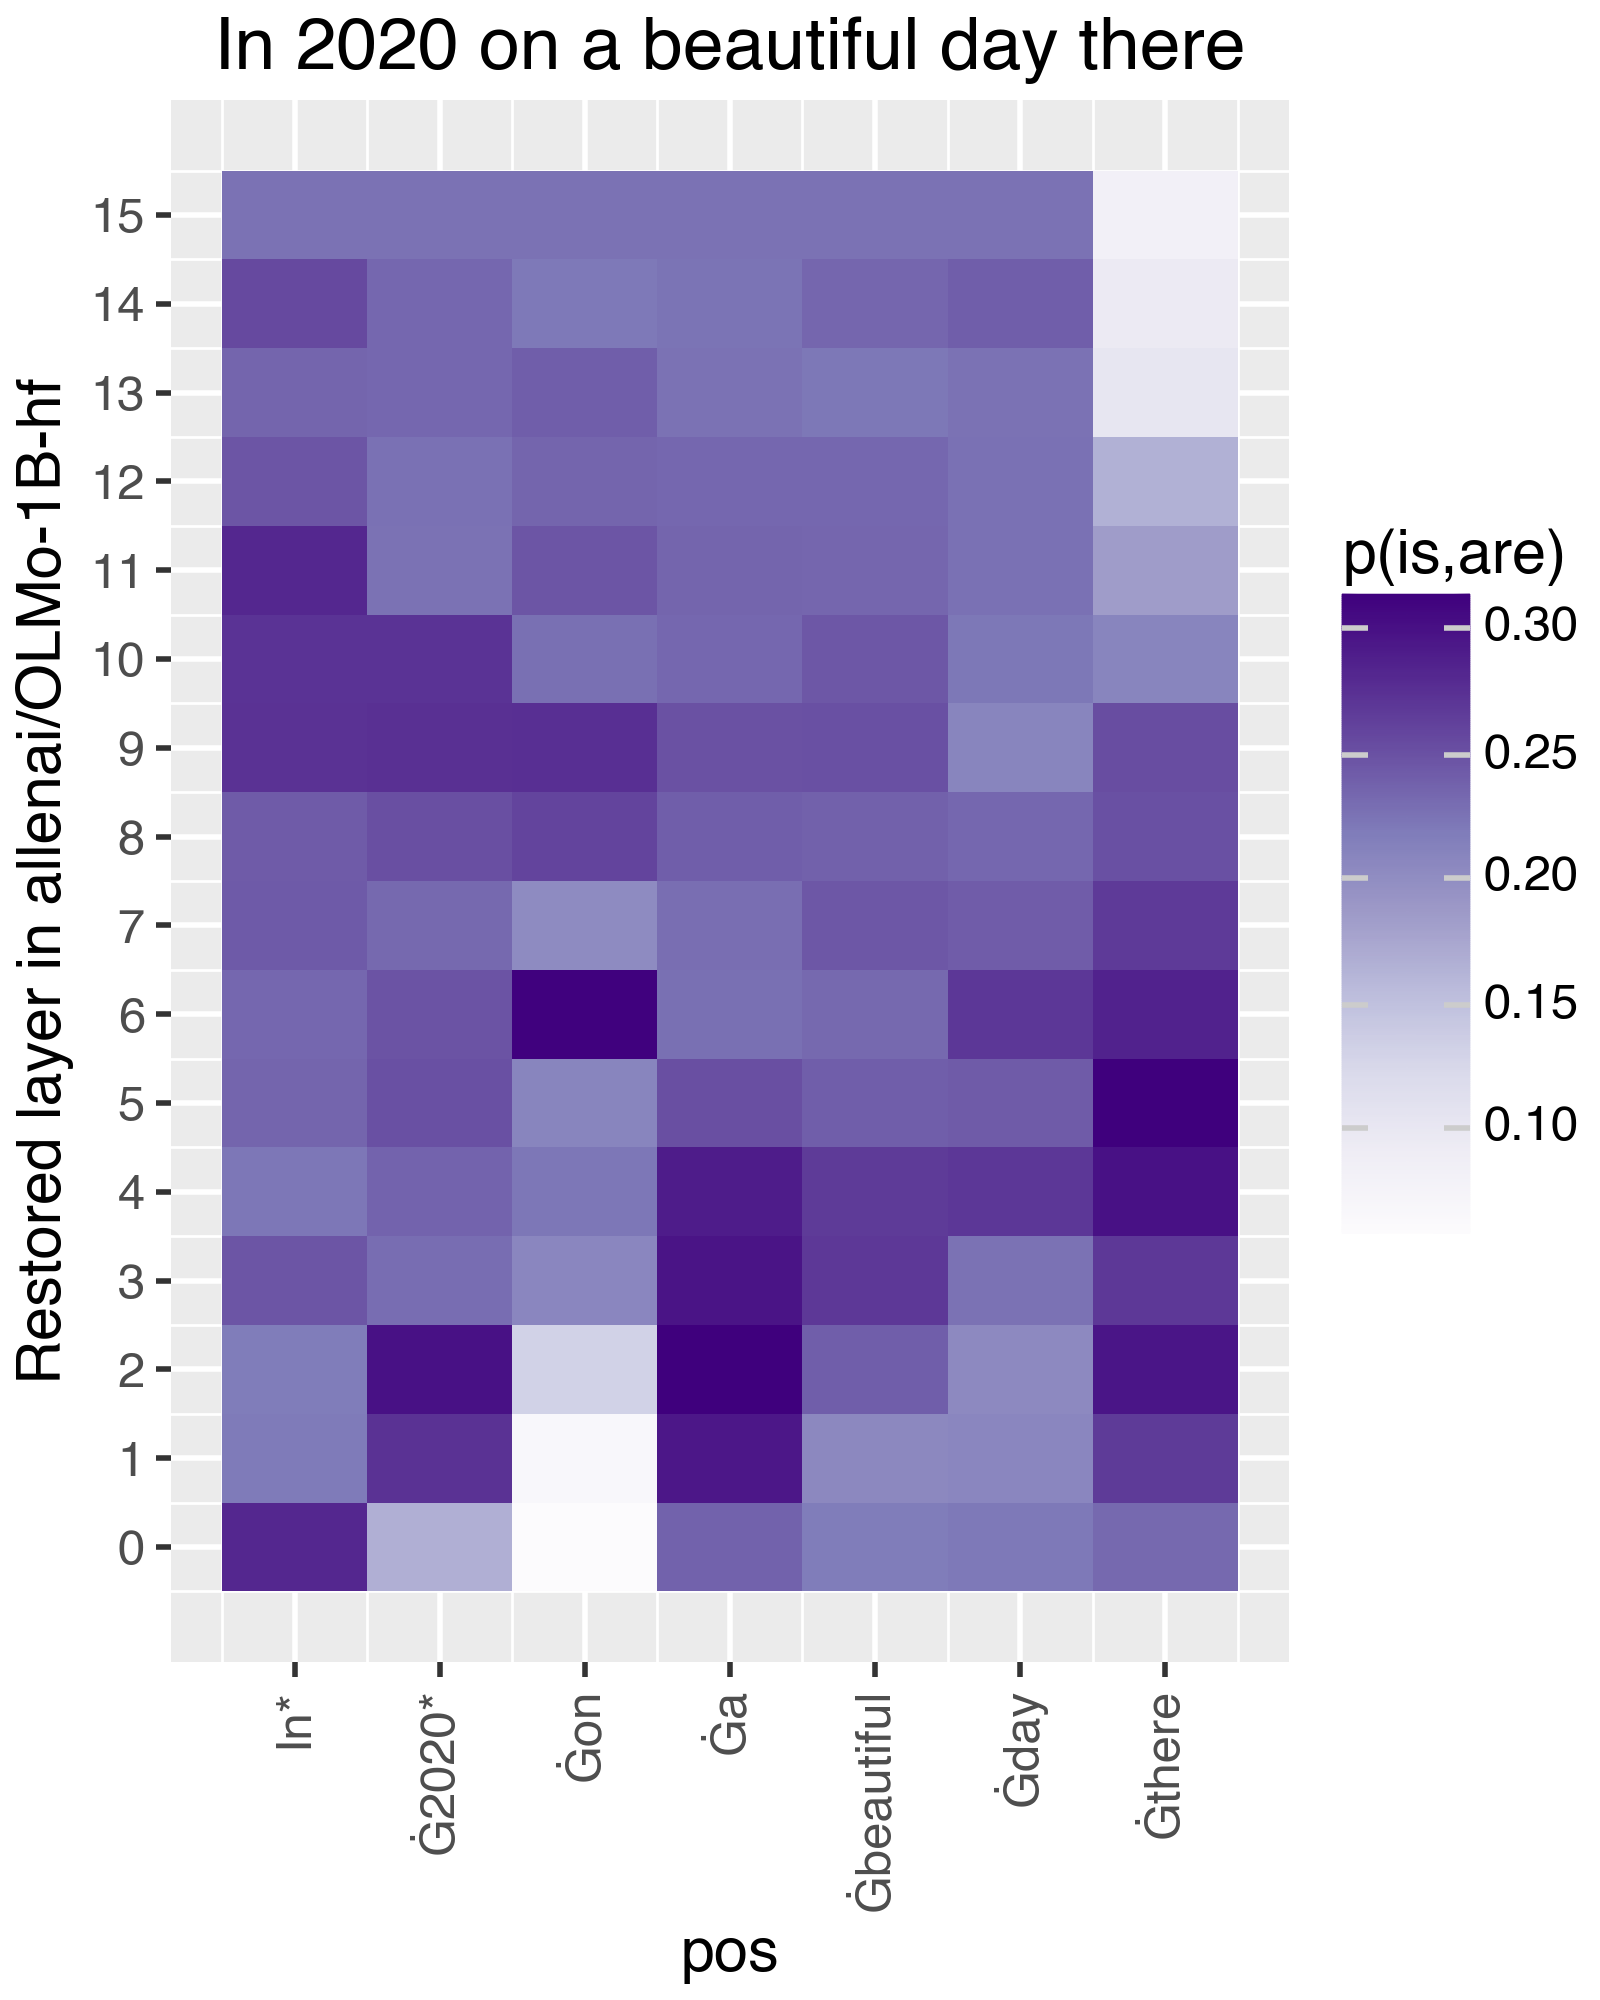 In 2020 on a beautiful day there
Restored layer in allenai/OLMo-1B-hf
15
14
13
12
11
10
9
8
7
6
5
4
3
2
1
0
In*
Ġ2020*
Ġon
Ġa
Ġbeautiful
Ġday
Ġthere
pos
p(is,are)
0.30
0.25
0.20
0.15
0.10